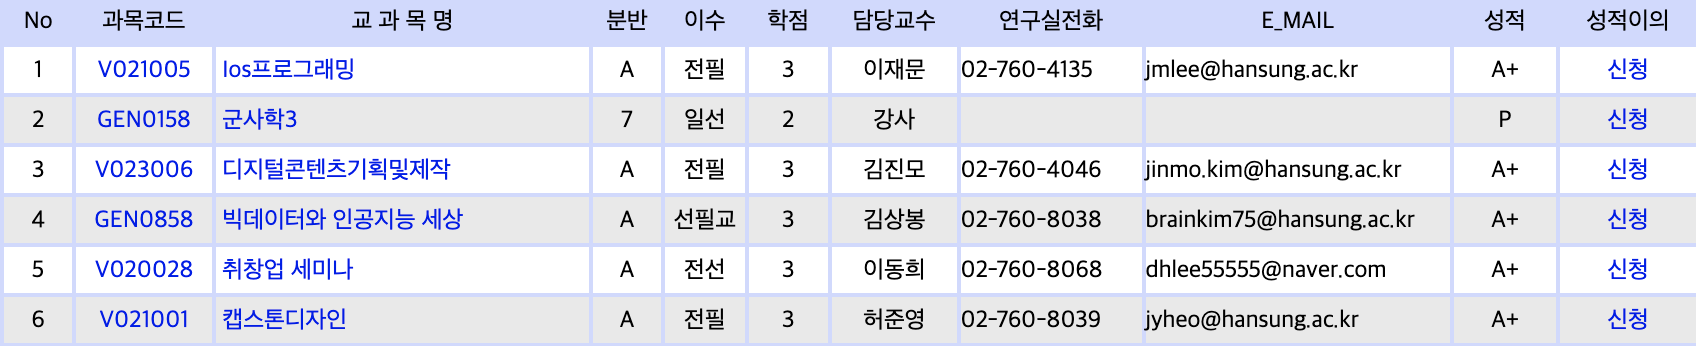 No 과목코드 교 과 목 명 분반 이수 학점 담당교수 연구실전화 E_MAIL 성적 성적이의
1 V021005 Ios프로그래밍 A 전필 3 이재문 02-760-4135 jmlee@hansung.ac.kr A+ 신청
2 GEN0158 군사학3 7 일선 2 강사 P 신청
3 V023006 디지털콘텐츠기획및제작 A 전필 3 김진모 02-760-4046 jinmo.kim@hansung.ac.kr A+ 신청
4 GEN0858 빅데이터와 인공지능 세상 A 선필교 3 김상봉 02-760-8038 brainkim75@hansung.ac.kr A+ 신청
5 V020028 취창업 세미나 A 전선 3 이동희 02-760-8068 dhlee55555@naver.com A+ 신청
6 V021001 캡스톤디자인 A 전필 3 허준영 02-760-8039 jyheo@hansung.ac.kr A+ 신청